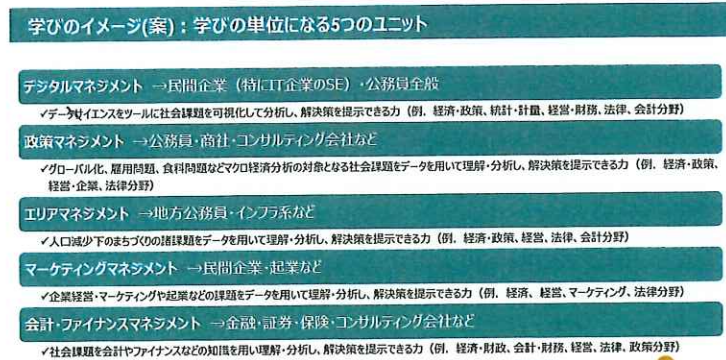 学びのイメージ(案)：学びの単位になる5つのユニット
デジタルマネジメント →民間企業（特にIT企業のSE）・公務員全般
✓データサイエンスをツールに社会課題を可視化して分析し、解決策を提示できる力（例．経済・政策、統計・計量、経営・財務、法律、会計分野）
政策マネジメント →公務員・商社・コンサルティング会社など
✓グローバル化、雇用問題、食料問題などマクロ経済分析の対象となる社会課題をデータを用いて理解・分析し、解決策を提示できる力（例．経済・政策、
経営・企業、法律分野）
エリアマネジメント →地方公務員・インフラ系など
✓人口減少下のまちづくりの諸課題をデータを用いて理解・分析し、解決策を提示できる力（例．経済・政策、経営、法律、会計分野）
マーケティングマネジメント →民間企業・起業など
✓企業経営・マーケティングや起業などの課題をデータを用いて理解・分析し、解決策を提示できる力（例．経済、経営、マーケティング、法律分野）
会計・ファイナンスマネジメント →金融・証券・保険・コンサルティング会社など
✓社会課題を会計やファイナンスなどの知識を用い理解・分析し、解決策を提示できる力（例．経済・財政、会計・財務、経営、法律、政策分野）